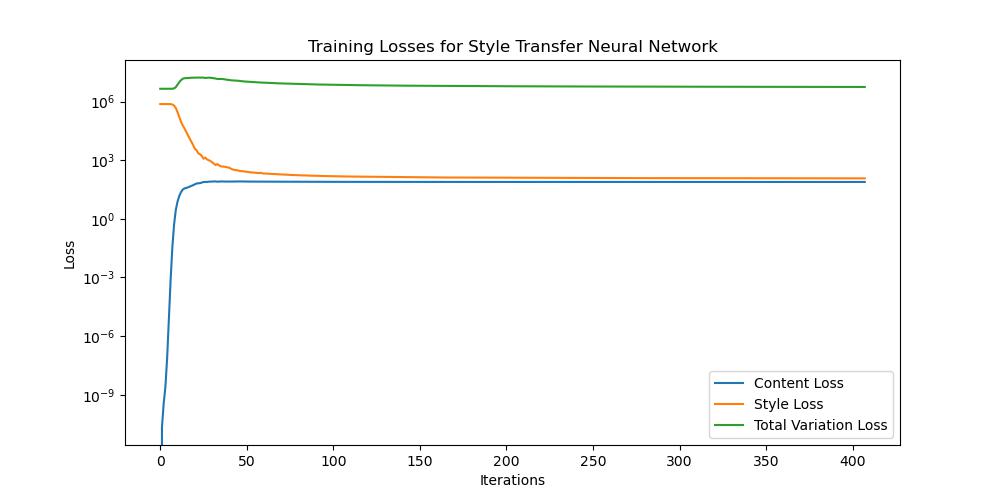 Training Losses for Style Transfer Neural Network
Loss
10^6
10^3
10^0
10^-3
10^-6
10^-9
0 50 100 150 200 250 300 350 400
Iterations
Content Loss
Style Loss
Total Variation Loss